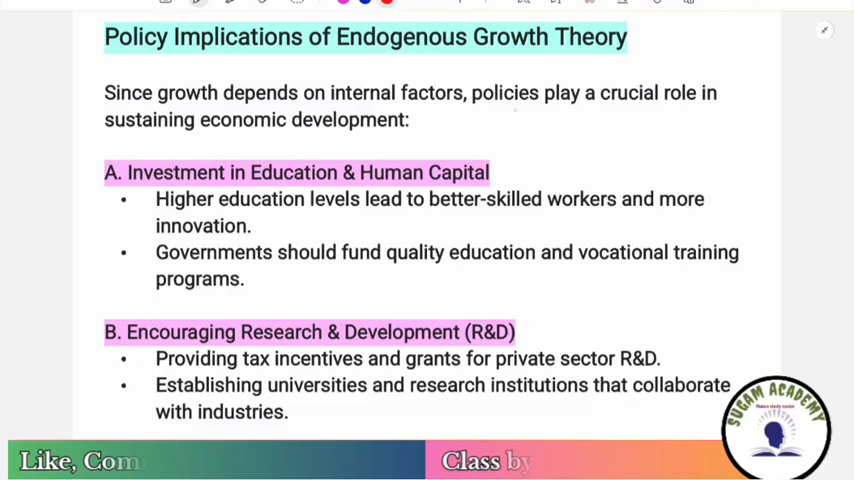 Policy Implications of Endogenous Growth Theory
Since growth depends on internal factors, policies play a crucial role in
sustaining economic development:
A. Investment in Education & Human Capital
• Higher education levels lead to better-skilled workers and more
innovation.
• Governments should fund quality education and vocational training
programs.
B. Encouraging Research & Development (R&D)
• Providing tax incentives and grants for private sector R&D.
• Establishing universities and research institutions that collaborate
with industries.
SUGAM ACADEMY
Makes study easier
Like, Com
Class by